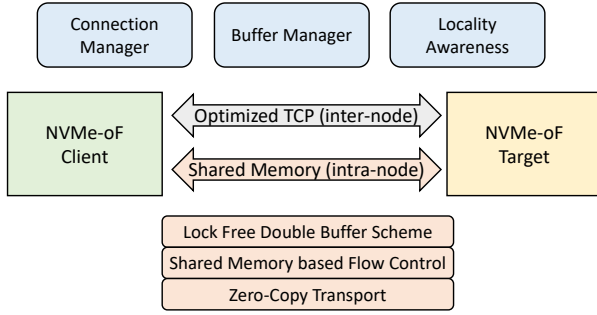 Connection
Manager
Buffer Manager
Locality
Awareness
NVMe-oF
Client
Optimized TCP (inter-node)
Shared Memory (intra-node)
NVMe-oF
Target
Lock Free Double Buffer Scheme
Shared Memory based Flow Control
Zero-Copy Transport